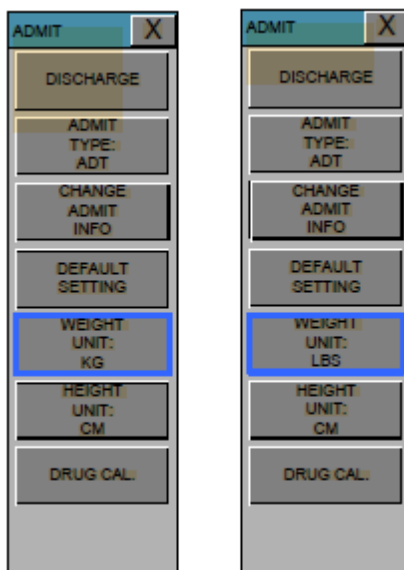 ADMIT X
DISCHARGE
ADMIT
TYPE:
ADT
CHANGE
ADMIT
INFO
DEFAULT
SETTING
WEIGHT
UNIT:
KG
HEIGHT
UNIT:
CM
DRUG CAL.
ADMIT X
DISCHARGE
ADMIT
TYPE:
ADT
CHANGE
ADMIT
INFO
DEFAULT
SETTING
WEIGHT
UNIT:
LBS
HEIGHT
UNIT:
CM
DRUG CAL.